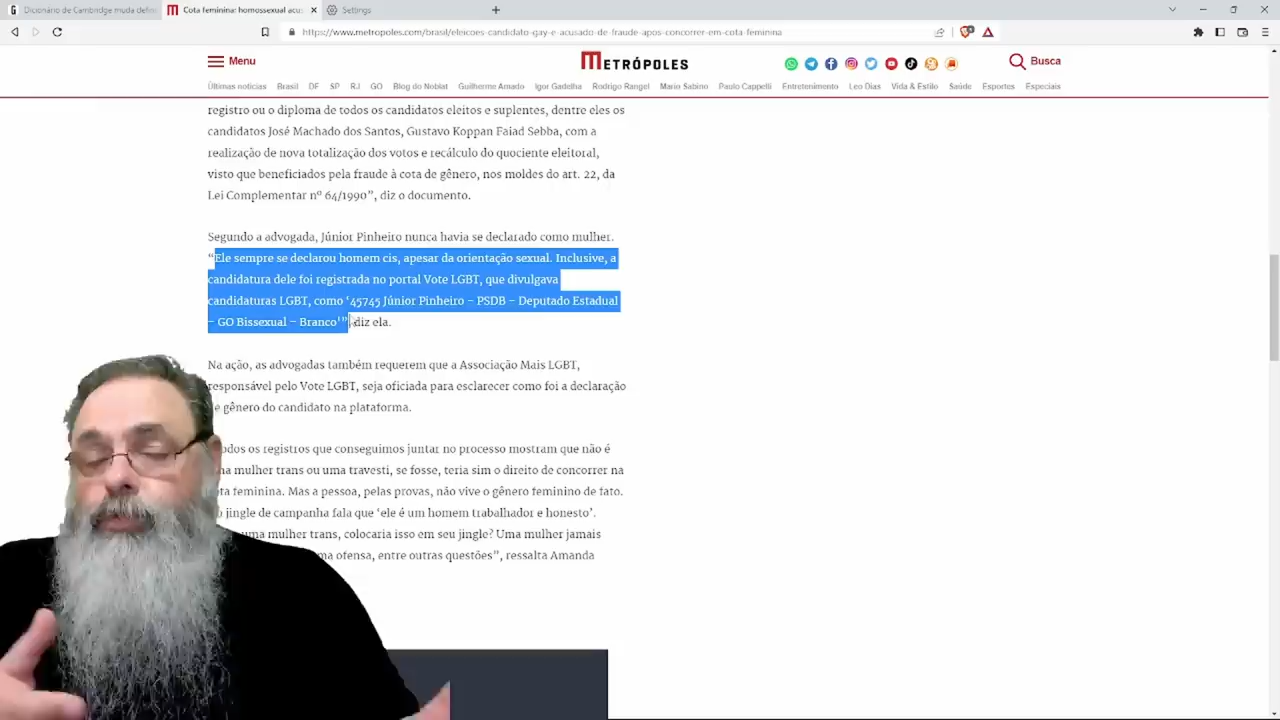 Dicionário de Cambridge muda defini
Cota feminina: homossexual acu
Settings
https://www.metropoles.com/brasil/eleicoes-candidato-gay-e-acusado-de-fraude-apos-concorrer-em-cota-feminina
Menu
METRÓPOLES
Busca
Últimas notícias Brasil DF SP RJ GO Blog do Noblat Guilherme Amado Igor Gadelha Rodrigo Rangel Mario Sabino Paulo Cappelli Entretenimento Leo Dias Vida & Estilo Saúde Esportes Especiais
registro ou o diploma de todos os candidatos eleitos e suplentes, dentre eles os
candidatos José Machado dos Santos, Gustavo Koppan Faiad Sebba, com a
realização de nova totalização dos votos e recálculo do quociente eleitoral,
visto que beneficiados pela fraude à cota de gênero, nos moldes do art. 22, da
Lei Complementar nº 64/1990”, diz o documento.
Segundo a advogada, Júnior Pinheiro nunca havia se declarado como mulher.
“Ele sempre se declarou homem cis, apesar da orientação sexual. Inclusive, a
candidatura dele foi registrada no portal Vote LGBT, que divulgava
candidaturas LGBT, como ‘45745 Júnior Pinheiro – PSDB – Deputado Estadual
– GO Bissexual – Branco'”, diz ela.
Na ação, as advogadas também requerem que a Associação Mais LGBT,
responsável pelo Vote LGBT, seja oficiada para esclarecer como foi a declaração
e gênero do candidato na plataforma.
odos os registros que conseguimos juntar no processo mostram que não é
ma mulher trans ou uma travesti, se fosse, teria sim o direito de concorrer na
ota feminina. Mas a pessoa, pelas provas, não vive o gênero feminino de fato.
jingle de campanha fala que ‘ele é um homem trabalhador e honesto’.
uma mulher trans, colocaria isso em seu jingle? Uma mulher jamais
ma ofensa, entre outras questões”, ressalta Amanda